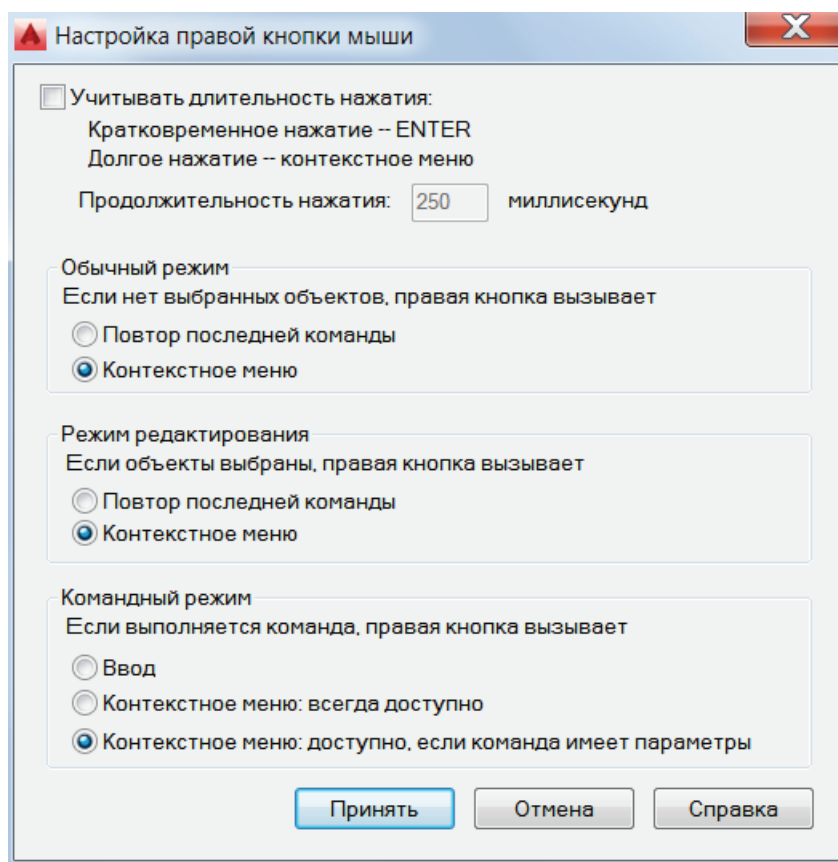 Настройка правой кнопки мыши
Учитывать длительность нажатия:
Кратковременное нажатие -- ENTER
Долгое нажатие -- контекстное меню
Продолжительность нажатия: 250 миллисекунд
Обычный режим
Если нет выбранных объектов, правая кнопка вызывает
Повтор последней команды
Контекстное меню
Режим редактирования
Если объекты выбраны, правая кнопка вызывает
Повтор последней команды
Контекстное меню
Командный режим
Если выполняется команда, правая кнопка вызывает
Ввод
Контекстное меню: всегда доступно
Контекстное меню: доступно, если команда имеет параметры
Принять Отмена Справка